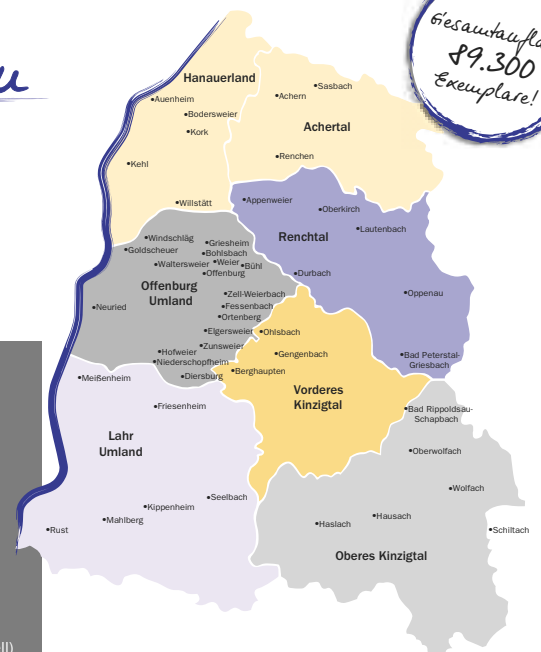 Gesamtaufla
89.300
Exemplare!
Hanauerland
•Sasbach
•Achern
•Auenheim
•Bodersweier
Achertal
•Kork
•Renchen
•Kehl
•Willstätt
•Appenweier
•Oberkirch
•Lautenbach
Renchtal
•Windschläg
•Griesheim
•Goldscheuer
•Bohlsbach
•Waltersweier
•Weier
•Bühl
•Offenburg
•Durbach
Offenburg
Umland
•Zell-Weierbach
•Oppenau
•Neuried
•Fessenbach
•Ortenberg
•Elgersweier
•Ohlsbach
•Zunsweier
•Hofweier
•Gengenbach
•Bad Peterstal-
Griesbach
•Niederschopfheim
•Berghaupten
•Diersburg
•Meißenheim
Vorderes
Kinzigtal
•Friesenheim
•Bad Rippoldsau-
Schapbach
Lahr
Umland
•Oberwolfach
•Wolfach
•Seelbach
•Kippenheim
•Mahlberg
•Hausach
•Haslach
•Rust
•Schiltach
Oberes Kinzigtal